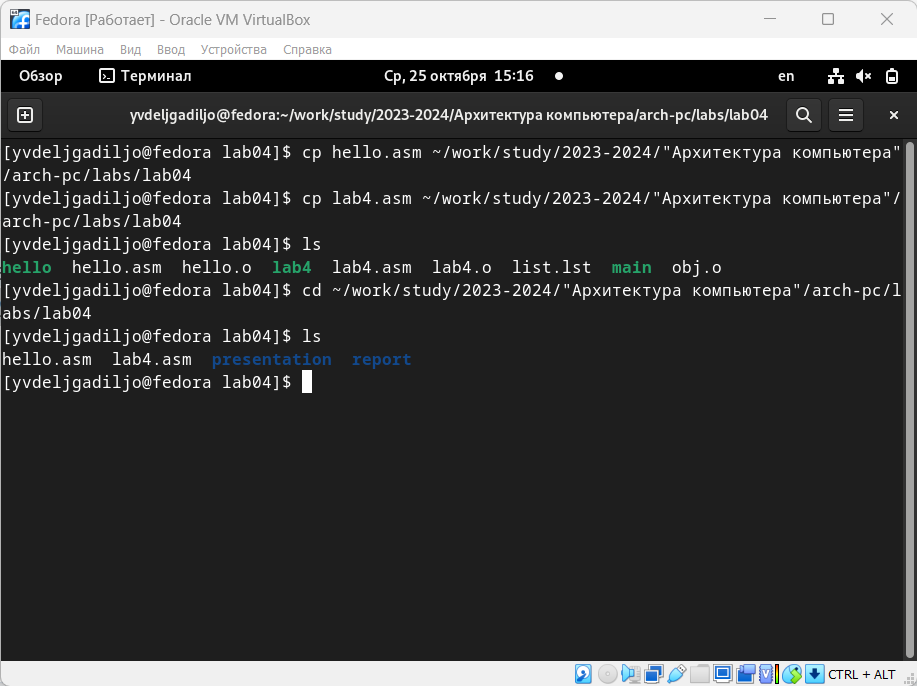 Fedora [Работает] - Oracle VM VirtualBox
Файл Машина Вид Ввод Устройства Справка
Обзор Терминал Ср, 25 октября 15:16 en
yvdeljgadiljo@fedora:~/work/study/2023-2024/Архитектура компьютера/arch-pc/labs/lab04
[yvdeljgadiljo@fedora lab04]$ cp hello.asm ~/work/study/2023-2024/"Архитектура компьютера"
/arch-pc/labs/lab04
[yvdeljgadiljo@fedora lab04]$ cp lab4.asm ~/work/study/2023-2024/"Архитектура компьютера"/
arch-pc/labs/lab04
[yvdeljgadiljo@fedora lab04]$ ls
hello hello.asm hello.o lab4 lab4.asm lab4.o list.lst main obj.o
[yvdeljgadiljo@fedora lab04]$ cd ~/work/study/2023-2024/"Архитектура компьютера"/arch-pc/l
abs/lab04
[yvdeljgadiljo@fedora lab04]$ ls
hello.asm lab4.asm presentation report
[yvdeljgadiljo@fedora lab04]$
CTRL + ALT